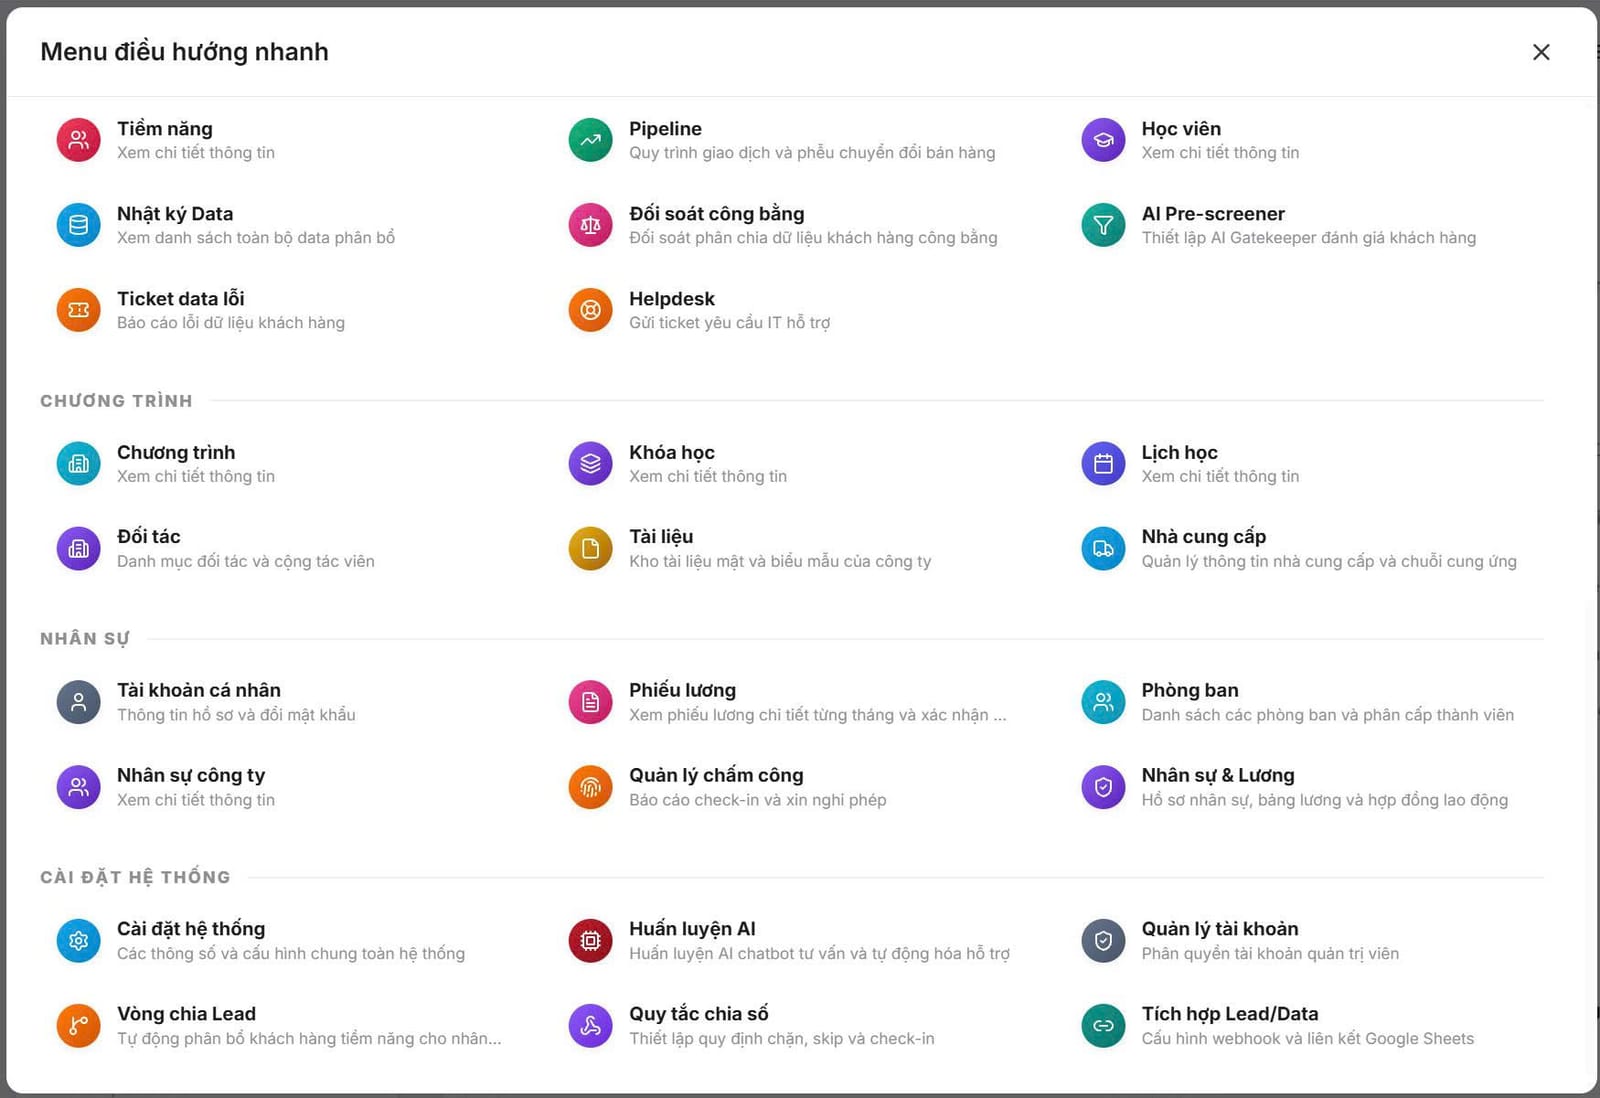 Menu điều hướng nhanh
Tiềm năng
Xem chi tiết thông tin
Pipeline
Quy trình giao dịch và phễu chuyển đổi bán hàng
Học viên
Xem chi tiết thông tin
Nhật ký Data
Xem danh sách toàn bộ data phân bổ
Đối soát công bằng
Đối soát phân chia dữ liệu khách hàng công bằng
AI Pre-screener
Thiết lập AI Gatekeeper đánh giá khách hàng
Ticket data lỗi
Báo cáo lỗi dữ liệu khách hàng
Helpdesk
Gửi ticket yêu cầu IT hỗ trợ
CHƯƠNG TRÌNH
Chương trình
Xem chi tiết thông tin
Khóa học
Xem chi tiết thông tin
Lịch học
Xem chi tiết thông tin
Đối tác
Danh mục đối tác và cộng tác viên
Tài liệu
Kho tài liệu mật và biểu mẫu của công ty
Nhà cung cấp
Quản lý thông tin nhà cung cấp và chuỗi cung ứng
NHÂN SỰ
Tài khoản cá nhân
Thông tin hồ sơ và đổi mật khẩu
Phiếu lương
Xem phiếu lương chi tiết từng tháng và xác nhận ...
Phòng ban
Danh sách các phòng ban và phân cấp thành viên
Nhân sự công ty
Xem chi tiết thông tin
Quản lý chấm công
Báo cáo check-in và xin nghỉ phép
Nhân sự & Lương
Hồ sơ nhân sự, bảng lương và hợp đồng lao động
CÀI ĐẶT HỆ THỐNG
Cài đặt hệ thống
Các thông số và cấu hình chung toàn hệ thống
Huấn luyện AI
Huấn luyện AI chatbot tư vấn và tự động hóa hỗ trợ
Quản lý tài khoản
Phân quyền tài khoản quản trị viên
Vòng chia Lead
Tự động phân bổ khách hàng tiềm năng cho nhân...
Quy tắc chia số
Thiết lập quy định chặn, skip và check-in
Tích hợp Lead/Data
Cấu hình webhook và liên kết Google Sheets